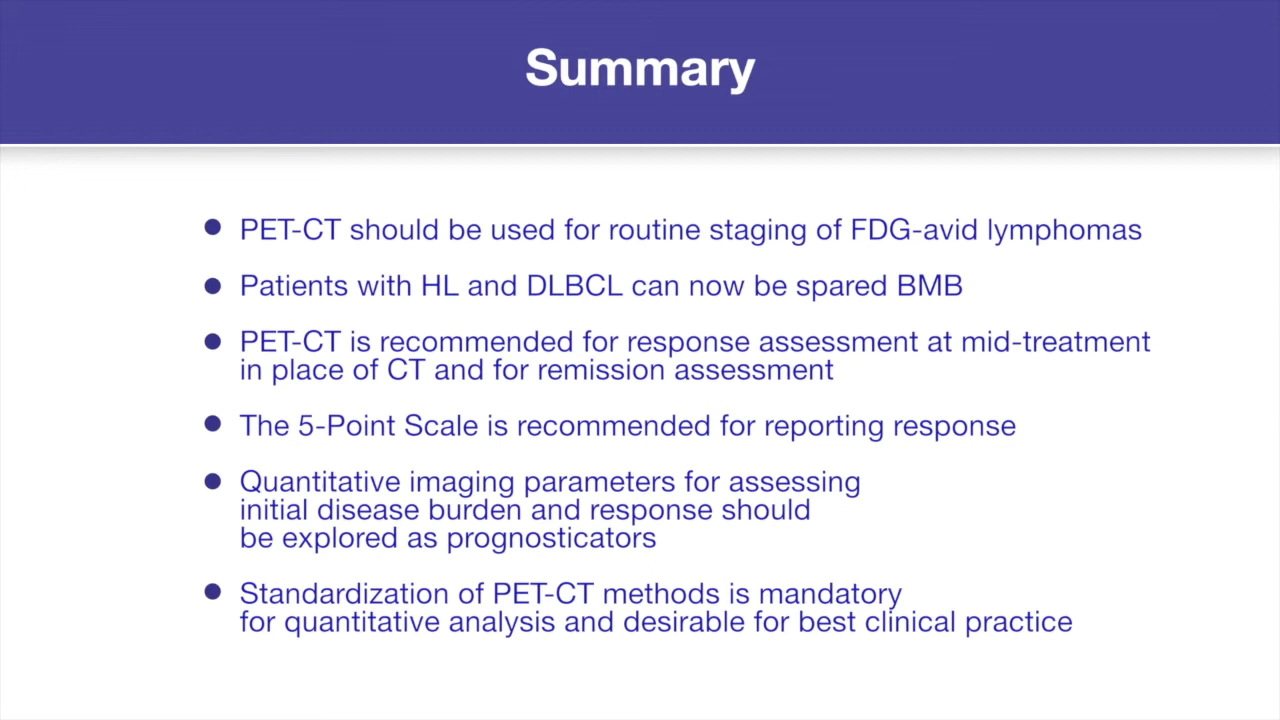 Summary
● PET-CT should be used for routine staging of FDG-avid lymphomas
● Patients with HL and DLBCL can now be spared BMB
● PET-CT is recommended for response assessment at mid-treatment
in place of CT and for remission assessment
● The 5-Point Scale is recommended for reporting response
● Quantitative imaging parameters for assessing
initial disease burden and response should
be explored as prognosticators
● Standardization of PET-CT methods is mandatory
for quantitative analysis and desirable for best clinical practice